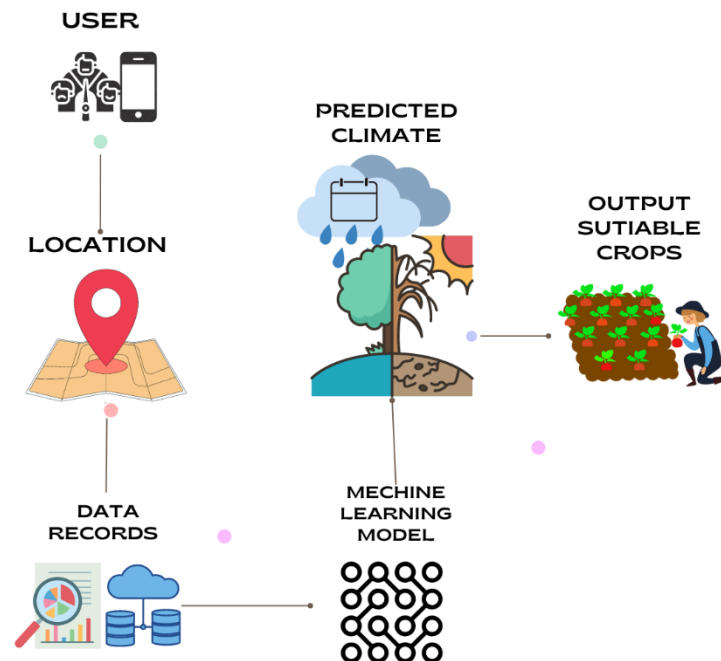 USER
LOCATION
DATA
RECORDS
MECHINE
LEARNING
MODEL
PREDICTED
CLIMATE
OUTPUT
SUTIABLE
CROPS